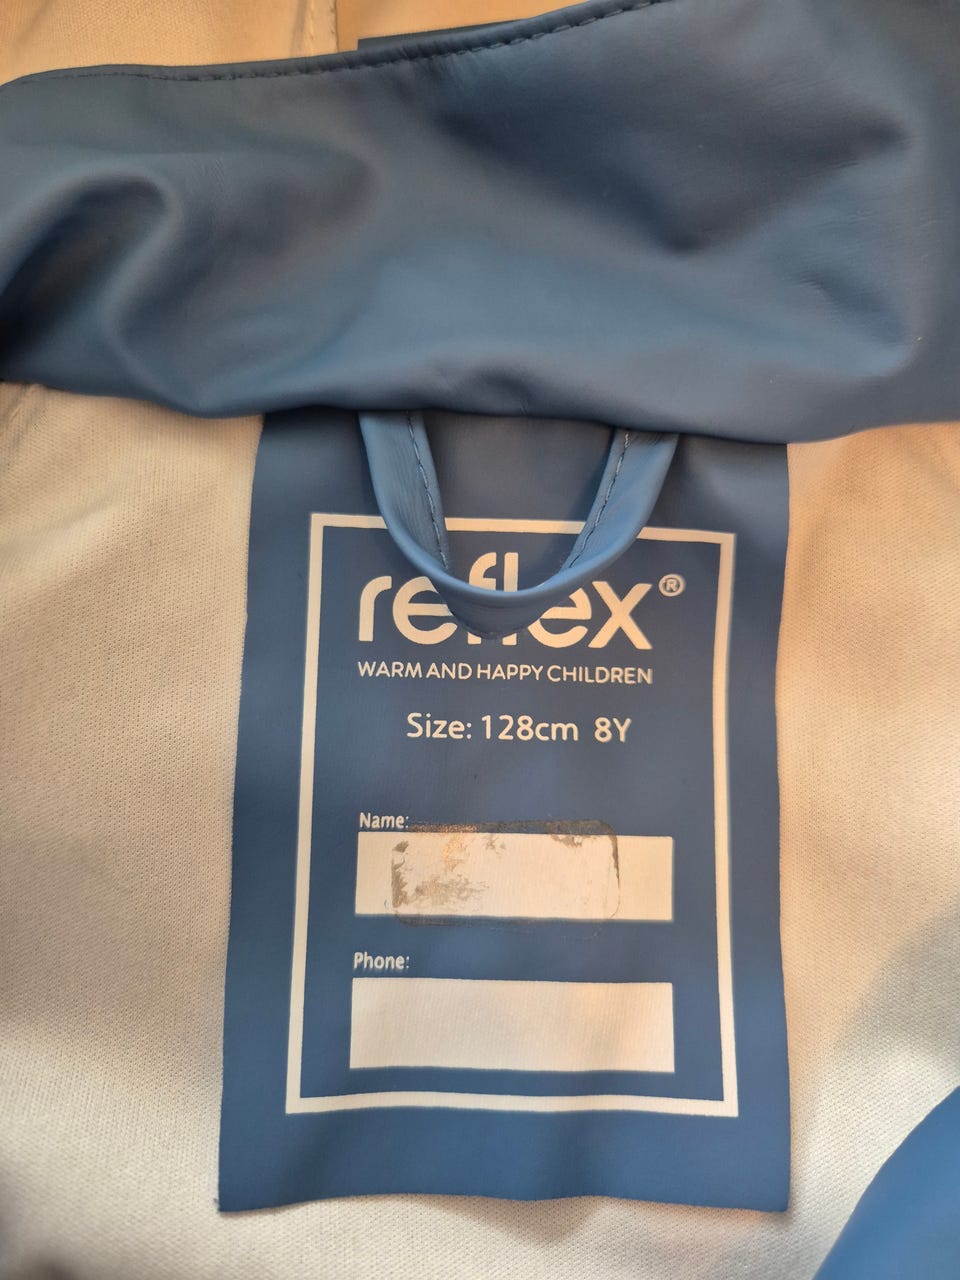 reflex®
WARM AND HAPPY CHILDREN
Size: 128cm 8Y
Name:
Phone: